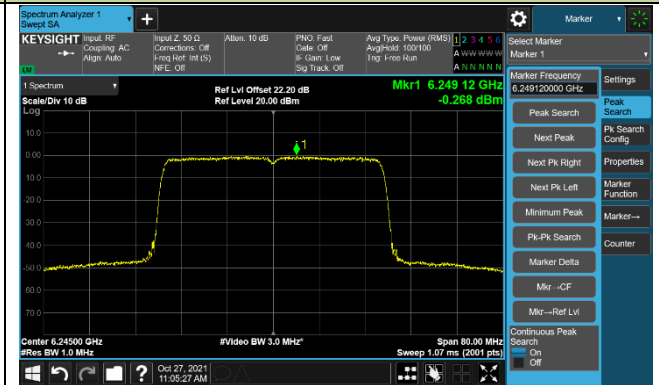 Spectrum Analyzer 1
Swept SA
+
Marker
KEYSIGHT Input: RF
Coupling: AC
Align: Auto
Input Z: 50 Ω
Corrections: Off
Freq Ref: Int (S)
NFE: Off
Atten: 10 dB
PNO: Fast
Gate: Off
IF Gain: Low
Sig Track: Off
Avg Type: Power (RMS)
Avg|Hold: 100/100
Trig: Free Run
1 2 3 4 5 6
A W W W W W
A N N N N N
LXI
Select Marker
Marker 1
1 Spectrum
Scale/Div 10 dB
Log
Ref Lvl Offset 22.20 dB
Ref Level 20.00 dBm
Mkr1 6.249 12 GHz
-0.268 dBm
10.0
0.00
-10.0
-20.0
-30.0
-40.0
-50.0
-60.0
-70.0
1
Center 6.24500 GHz
#Res BW 1.0 MHz
#Video BW 3.0 MHz*
Span 80.00 MHz
Sweep 1.07 ms (2001 pts)
Marker Frequency
6.249120000 GHz
Peak Search
Next Peak
Next Pk Right
Next Pk Left
Minimum Peak
Pk-Pk Search
Marker Delta
Mkr→CF
Mkr→Ref Lvl
Continuous Peak
Search
On
Off
Settings
Peak
Search
Pk Search
Config
Properties
Marker
Function
Marker→
Counter
?
Oct 27, 2021
11:05:27 AM